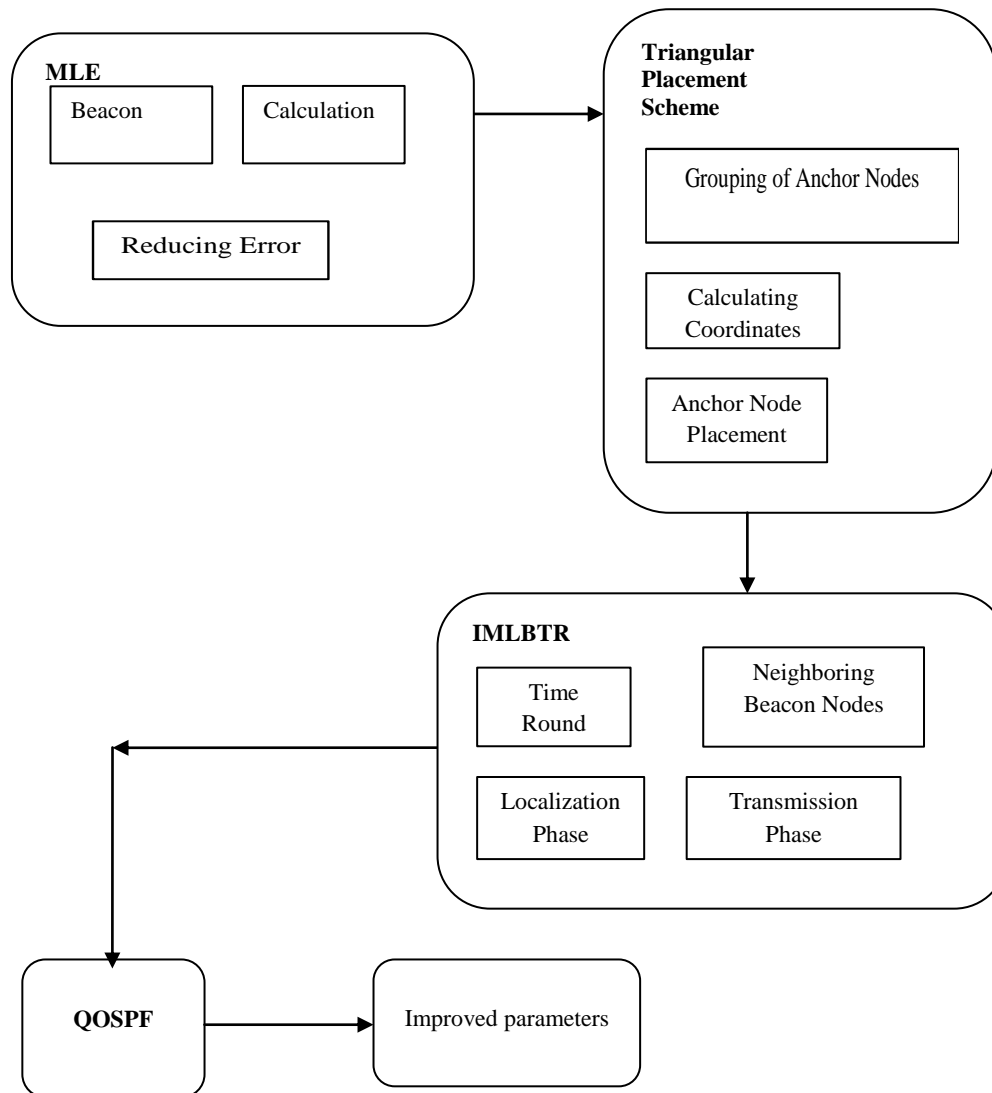 MLE
Beacon
Calculation
Reducing Error
Triangular
Placement
Scheme
Grouping of Anchor Nodes
Calculating
Coordinates
Anchor Node
Placement
IMLBTR
Time
Round
Neighboring
Beacon Nodes
Localization
Phase
Transmission
Phase
QOSPF
Improved parameters